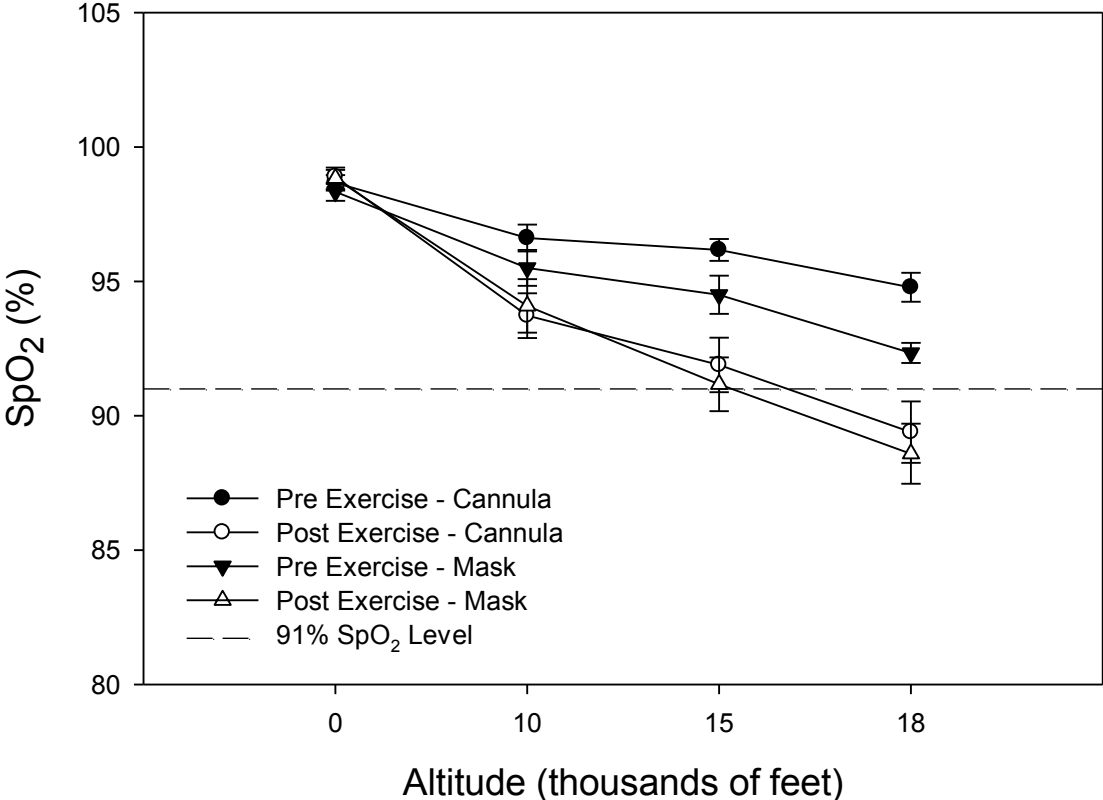 105
100
95
90
85
80
SpO₂ (%)
Pre Exercise - Cannula
Post Exercise - Cannula
Pre Exercise - Mask
Post Exercise - Mask
91% SpO₂ Level
0 10 15 18
Altitude (thousands of feet)